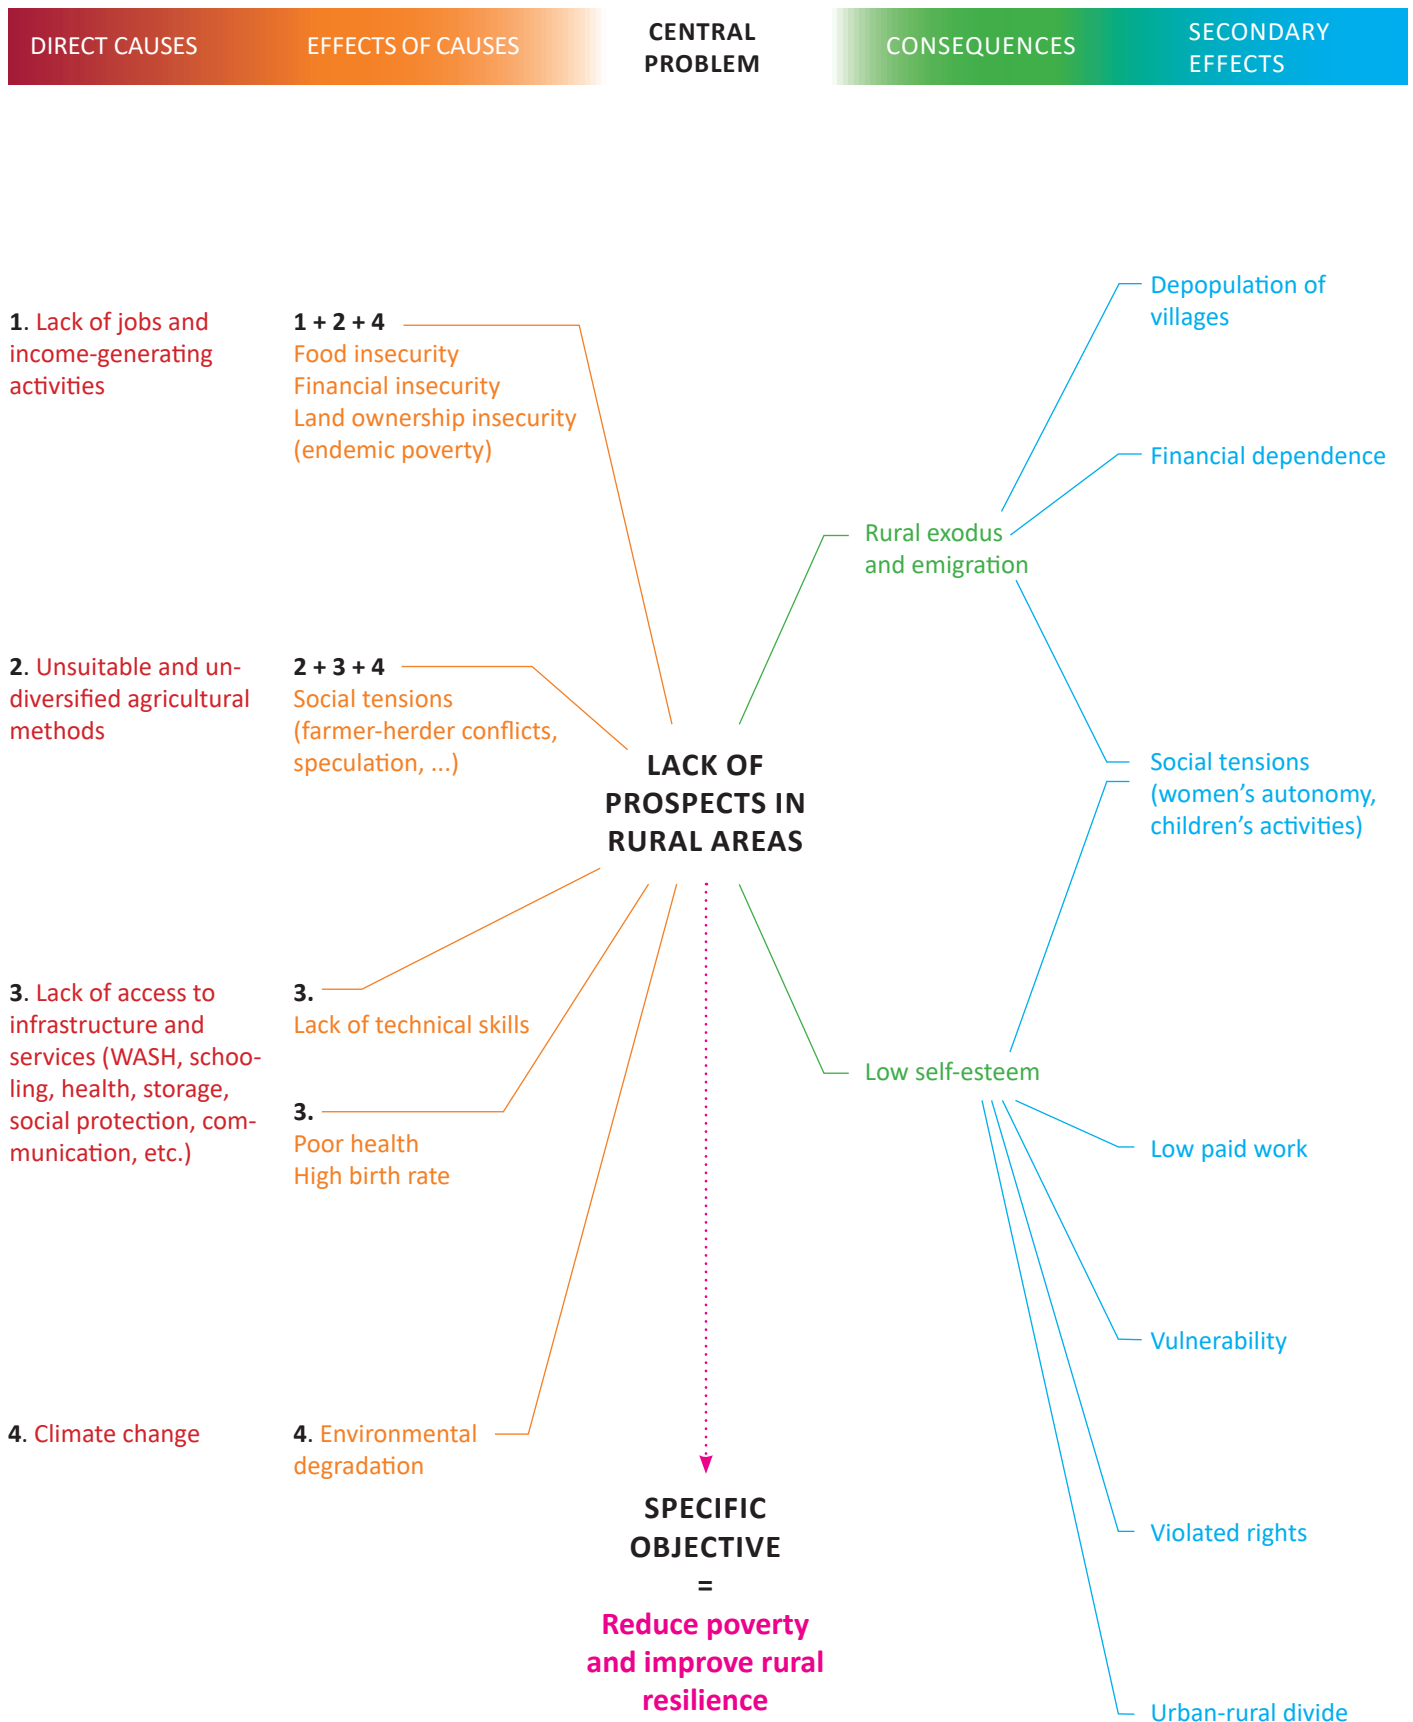 DIRECT CAUSES
EFFECTS OF CAUSES
CENTRAL
PROBLEM
CONSEQUENCES
SECONDARY
EFFECTS
1. Lack of jobs and
income-generating
activities
2. Unsuitable and un-
diversified agricultural
methods
3. Lack of access to
infrastructure and
services (WASH, schoo-
ling, health, storage,
social protection, com-
munication, etc.)
4. Climate change
1 + 2 + 4
Food insecurity
Financial insecurity
Land ownership insecurity
(endemic poverty)
2 + 3 + 4
Social tensions
(farmer-herder conflicts,
speculation, ...)
3.
Lack of technical skills
3.
Poor health
High birth rate
4. Environmental
degradation
LACK OF
PROSPECTS IN
RURAL AREAS
SPECIFIC
OBJECTIVE
=
Reduce poverty
and improve rural
resilience
Rural exodus
and emigration
Low self-esteem
Depopulation of
villages
Financial dependence
Social tensions
(women’s autonomy,
children’s activities)
Low paid work
Vulnerability
Violated rights
Urban-rural divide